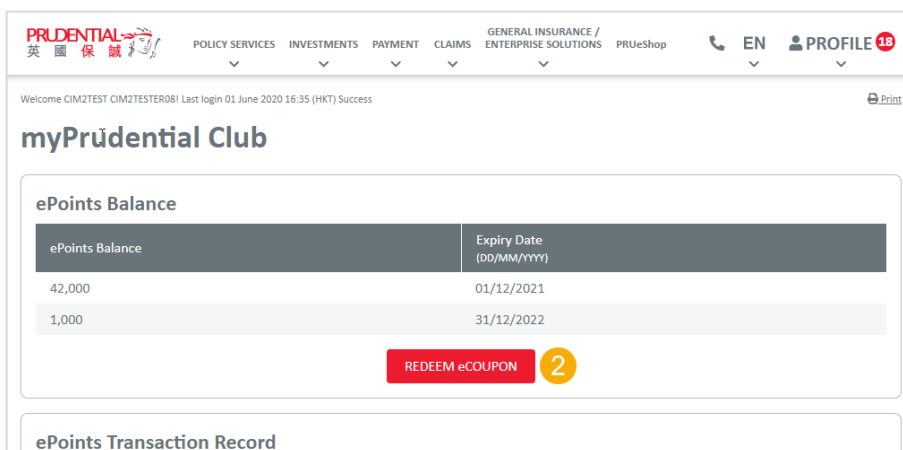 PRUDENTIAL
英國保誠
POLICY SERVICES INVESTMENTS PAYMENT CLAIMS GENERAL INSURANCE / ENTERPRISE SOLUTIONS PRUeShop EN PROFILE 18
Welcome CIM2TEST CIM2TESTER08! Last login 01 June 2020 16:35 (HKT) Success Print
myPrudential Club
ePoints Balance
ePoints Balance Expiry Date
(DD/MM/YYYY)
42,000 01/12/2021
1,000 31/12/2022
REDEEM eCOUPON 2
ePoints Transaction Record